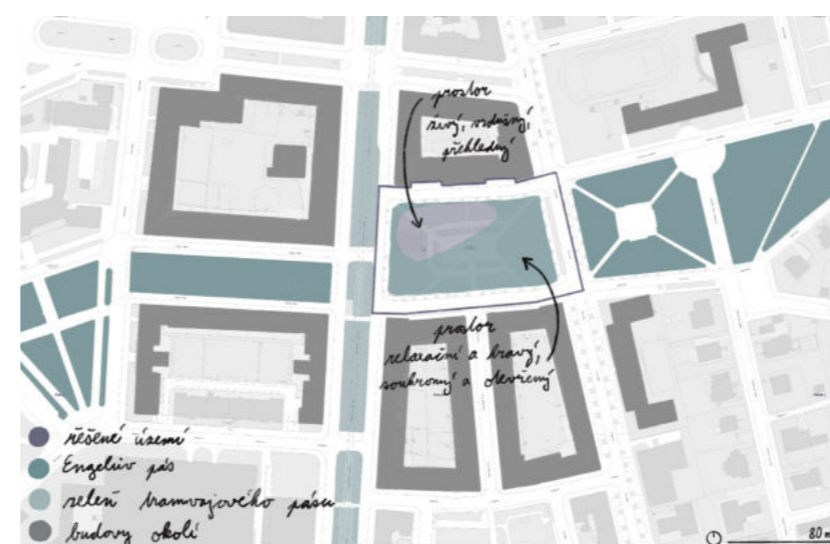 prostor
živý, vzdušný,
přehledný
prostor
relaxační a hravý,
soukromý a otevřený
řešené území
Engelův pás
zeleň tramvajového pásu
budovy okolí
80 m